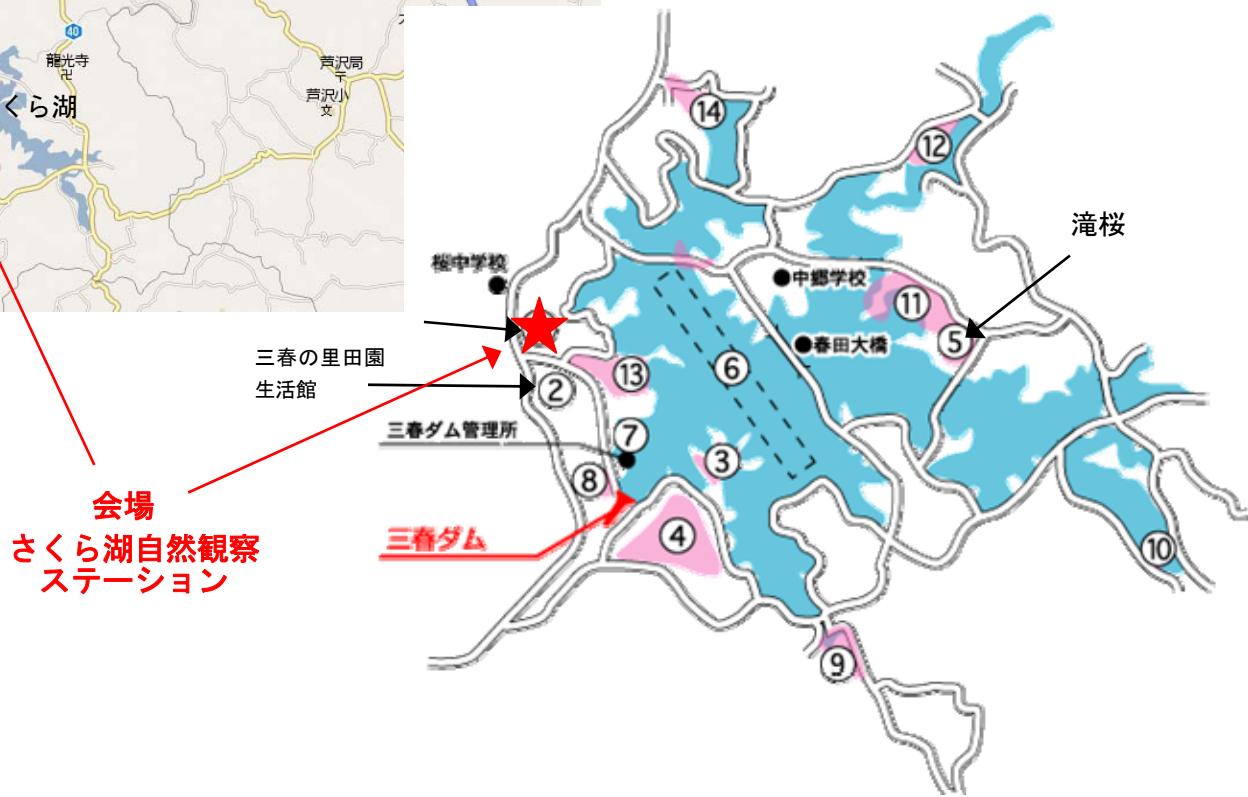 40
龍光寺
芦沢局
芦沢小
文
くら湖
14
12
滝桜
桜中学校
中郷学校
11
5
春田大橋
三春の里田園
生活館
6
13
2
三春ダム管理所
7
3
8
三春ダム
4
会場
さくら湖自然観察
ステーション
10
9